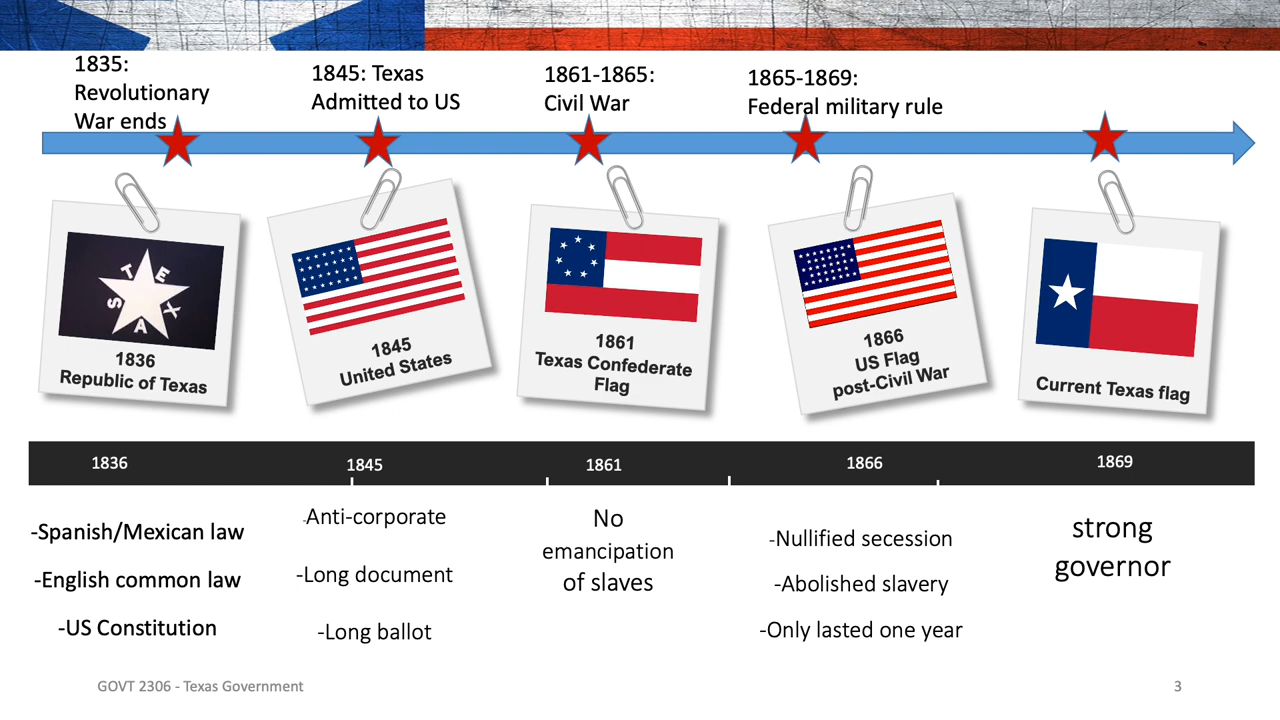 1835:
Revolutionary
War ends
1845: Texas
Admitted to US
1861-1865:
Civil War
1865-1869:
Federal military rule
T E X A S
1836
Republic of Texas
1845
United States
1861
Texas Confederate
Flag
1866
US Flag
post-Civil War
Current Texas flag
1836
1845
1861
1866
1869
-Spanish/Mexican law
-English common law
-US Constitution
-Anti-corporate
-Long document
-Long ballot
No
emancipation
of slaves
-Nullified secession
-Abolished slavery
-Only lasted one year
strong
governor
GOVT 2306 - Texas Government
3